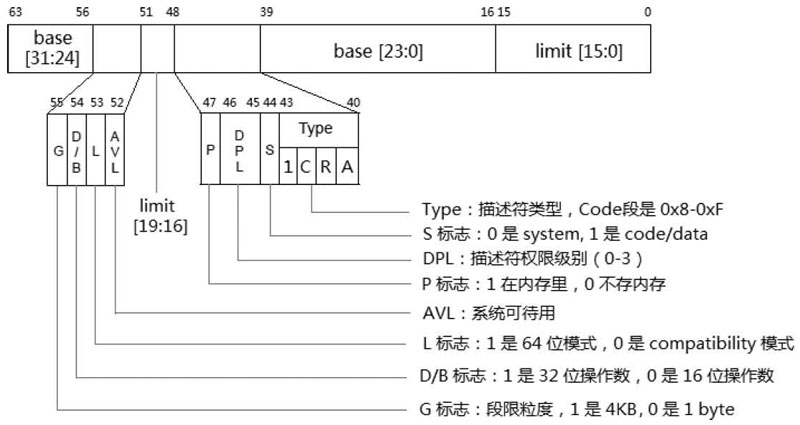 63 56 51 48 39 16 15 0
base [31:24]
base [23:0]
limit [15:0]
55 54 53 52
G D/B L AVL
limit [19:16]
47 46 45 44 43 40
P DPL S Type
1 C R A
Type：描述符类型，Code段是 0x8-0xF
S 标志：0 是 system, 1 是 code/data
DPL：描述符权限级别（0-3）
P 标志：1 在内存里，0 不存内存
AVL：系统可待用
L 标志：1 是 64 位模式，0 是 compatibility 模式
D/B 标志：1 是 32 位操作数，0 是 16 位操作数
G 标志：段限粒度，1 是 4KB, 0 是 1 byte